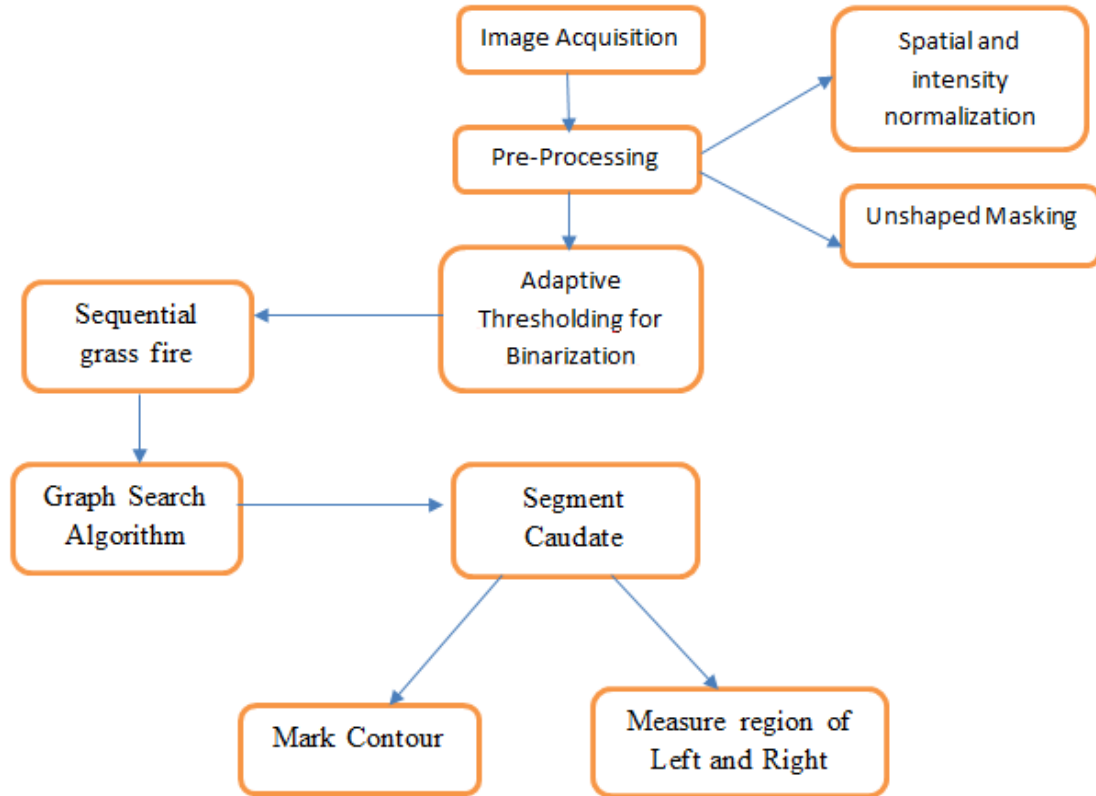 Image Acquisition
Spatial and
intensity
normalization
Pre-Processing
Unshaped Masking
Adaptive
Thresholding for
Binarization
Sequential
grass fire
Graph Search
Algorithm
Segment
Caudate
Mark Contour
Measure region of
Left and Right